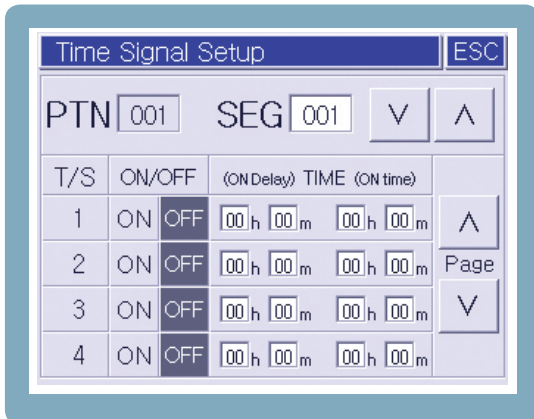 Time Signal Setup ESC
PTN 001 SEG 001 V Λ
T/S ON/OFF (ON Delay) TIME (ON time)
1 ON OFF 00 h 00 m 00 h 00 m Λ
2 ON OFF 00 h 00 m 00 h 00 m Page
3 ON OFF 00 h 00 m 00 h 00 m V
4 ON OFF 00 h 00 m 00 h 00 m